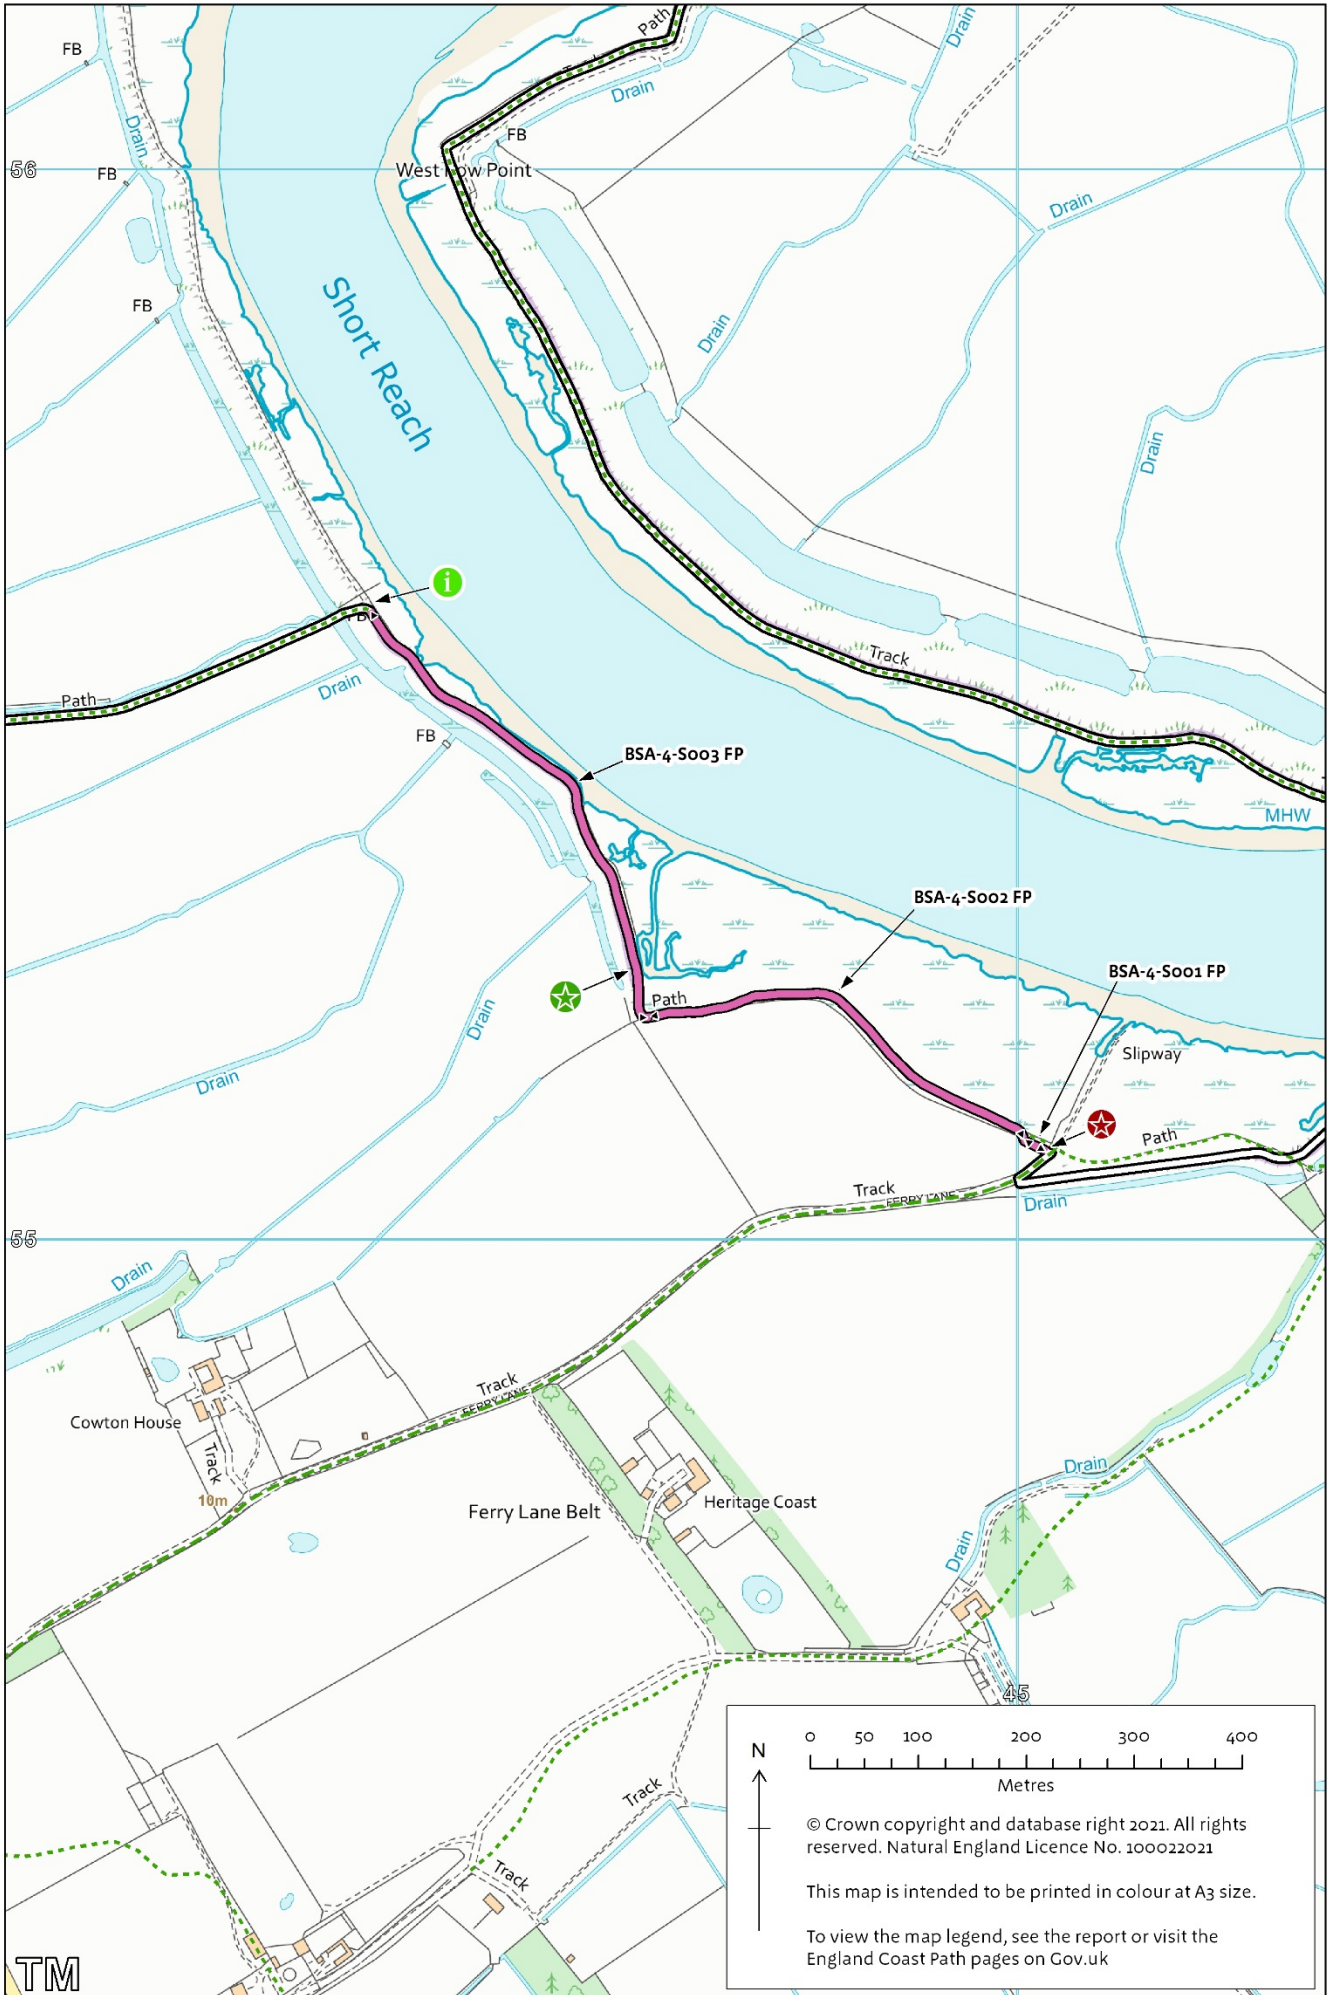 Path
Drain
FB
Drain
Drain
FB
56
West Row Point
FB
Drain
Short Reach
FB
Drain
Drain
i
FB
Track
Path
Drain
FB
BSA-4-S003 FP
MHW
BSA-4-S002 FP
BSA-4-S001 FP
Path
Drain
Slipway
Drain
Path
Track
FERRY LANE
Drain
55
Drain
Track
FERRY LANE
Cowton House
Track
Drain
10m
Heritage Coast
Ferry Lane Belt
Drain
45
0 50 100 200 300 400
N
Metres
Track
© Crown copyright and database right 2021. All rights
reserved. Natural England Licence No. 100022021
Track
This map is intended to be printed in colour at A3 size.
To view the map legend, see the report or visit the
England Coast Path pages on Gov.uk
TM